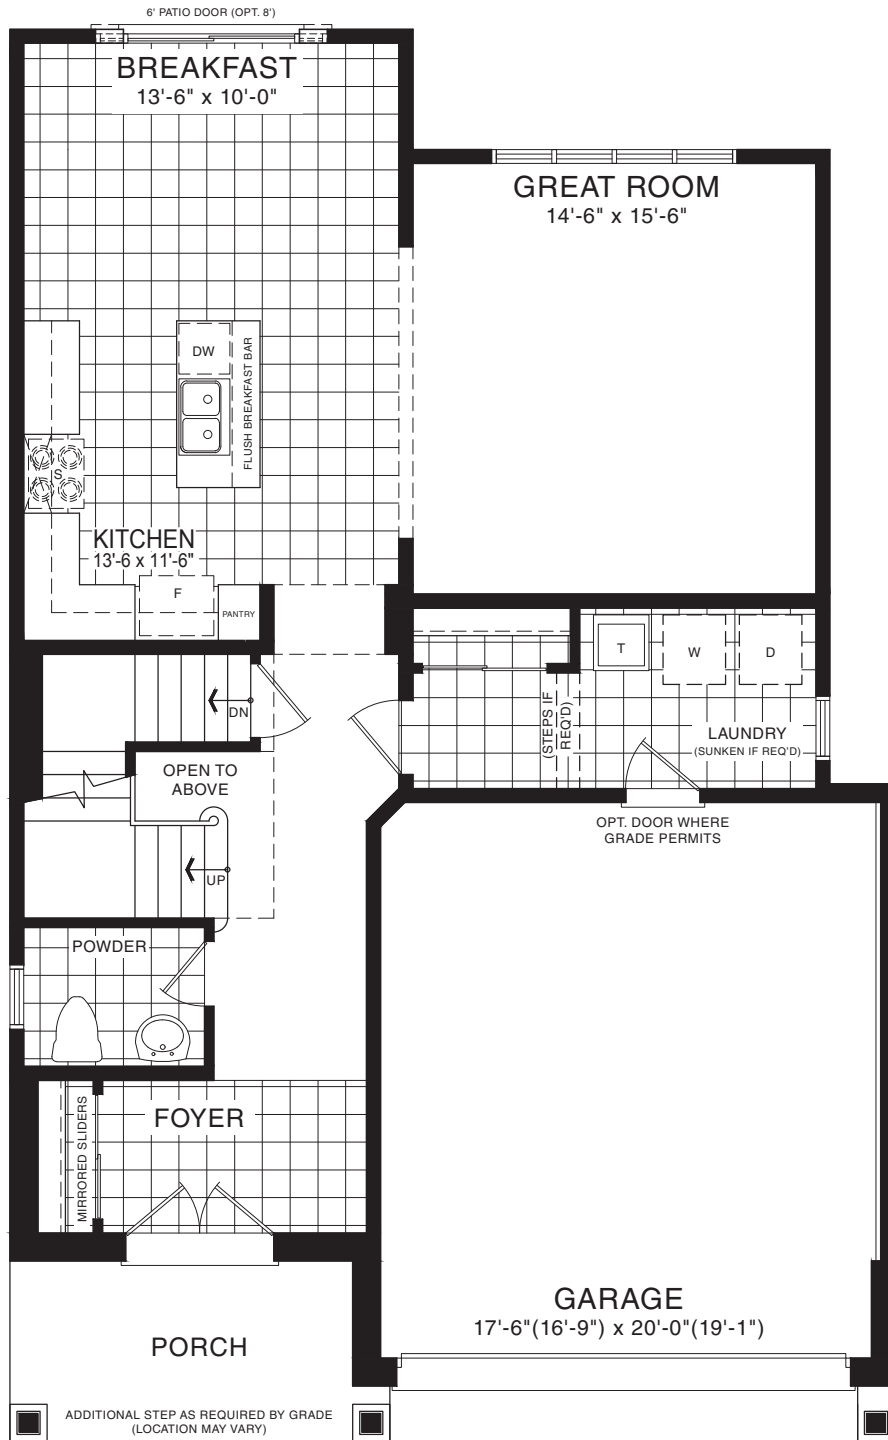 6' PATIO DOOR (OPT. 8')
BREAKFAST
13'-6" x 10'-0"
GREAT ROOM
14'-6" x 15'-6"
DW
FLUSH BREAKFAST BAR
S
KITCHEN
13'-6 x 11'-6"
F
PANTRY
T
W
D
DN
(STEPS IF
REQ'D)
LAUNDRY
(SUNKEN IF REQ'D)
OPEN TO
ABOVE
OPT. DOOR WHERE
GRADE PERMITS
UP
POWDER
MIRRORED SLIDERS
FOYER
GARAGE
17'-6"(16'-9") x 20'-0"(19'-1")
PORCH
ADDITIONAL STEP AS REQUIRED BY GRADE
(LOCATION MAY VARY)